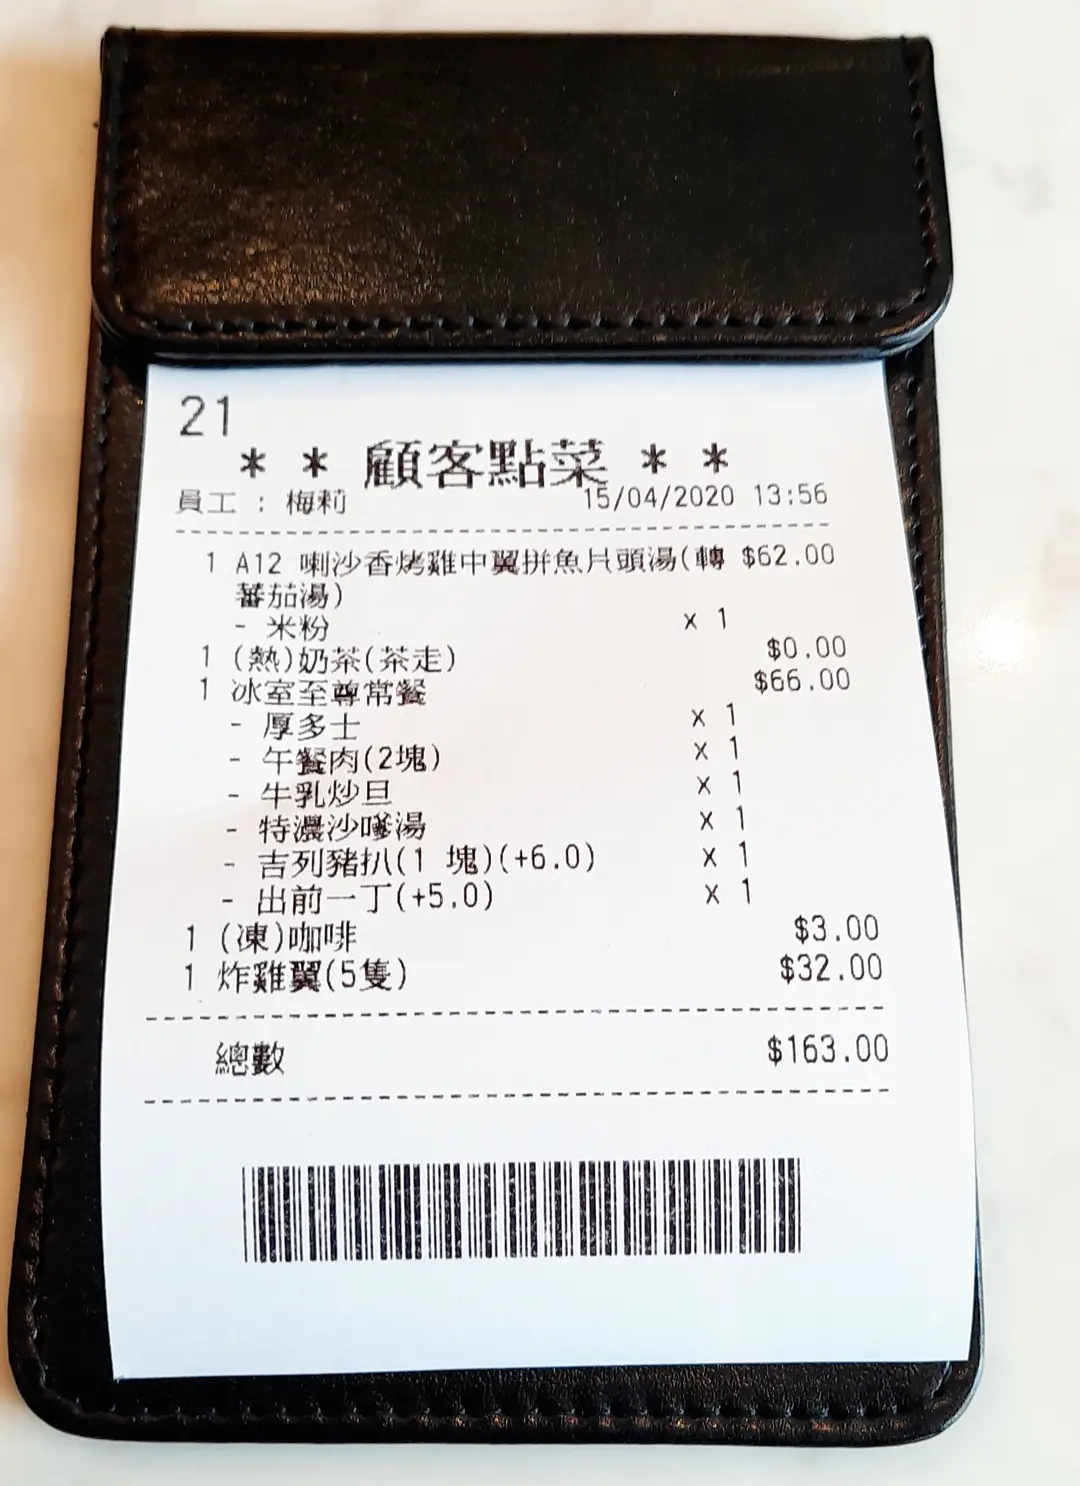 21
* * 顧客點菜 * *
員工 : 梅莉 15/04/2020 13:56
1 A12 喇沙香烤雞中翼拼魚片頭湯(轉 $62.00
蕃茄湯)
- 米粉 x 1
1 (熱)奶茶(茶走) $0.00
1 冰室至尊常餐 $66.00
- 厚多士 x 1
- 午餐肉(2塊) x 1
- 牛乳炒旦 x 1
- 特濃沙嗲湯 x 1
- 吉列豬扒(1 塊)(+6.0) x 1
- 出前一丁(+5.0) x 1
1 (凍)咖啡 $3.00
1 炸雞翼(5隻) $32.00
總數 $163.00